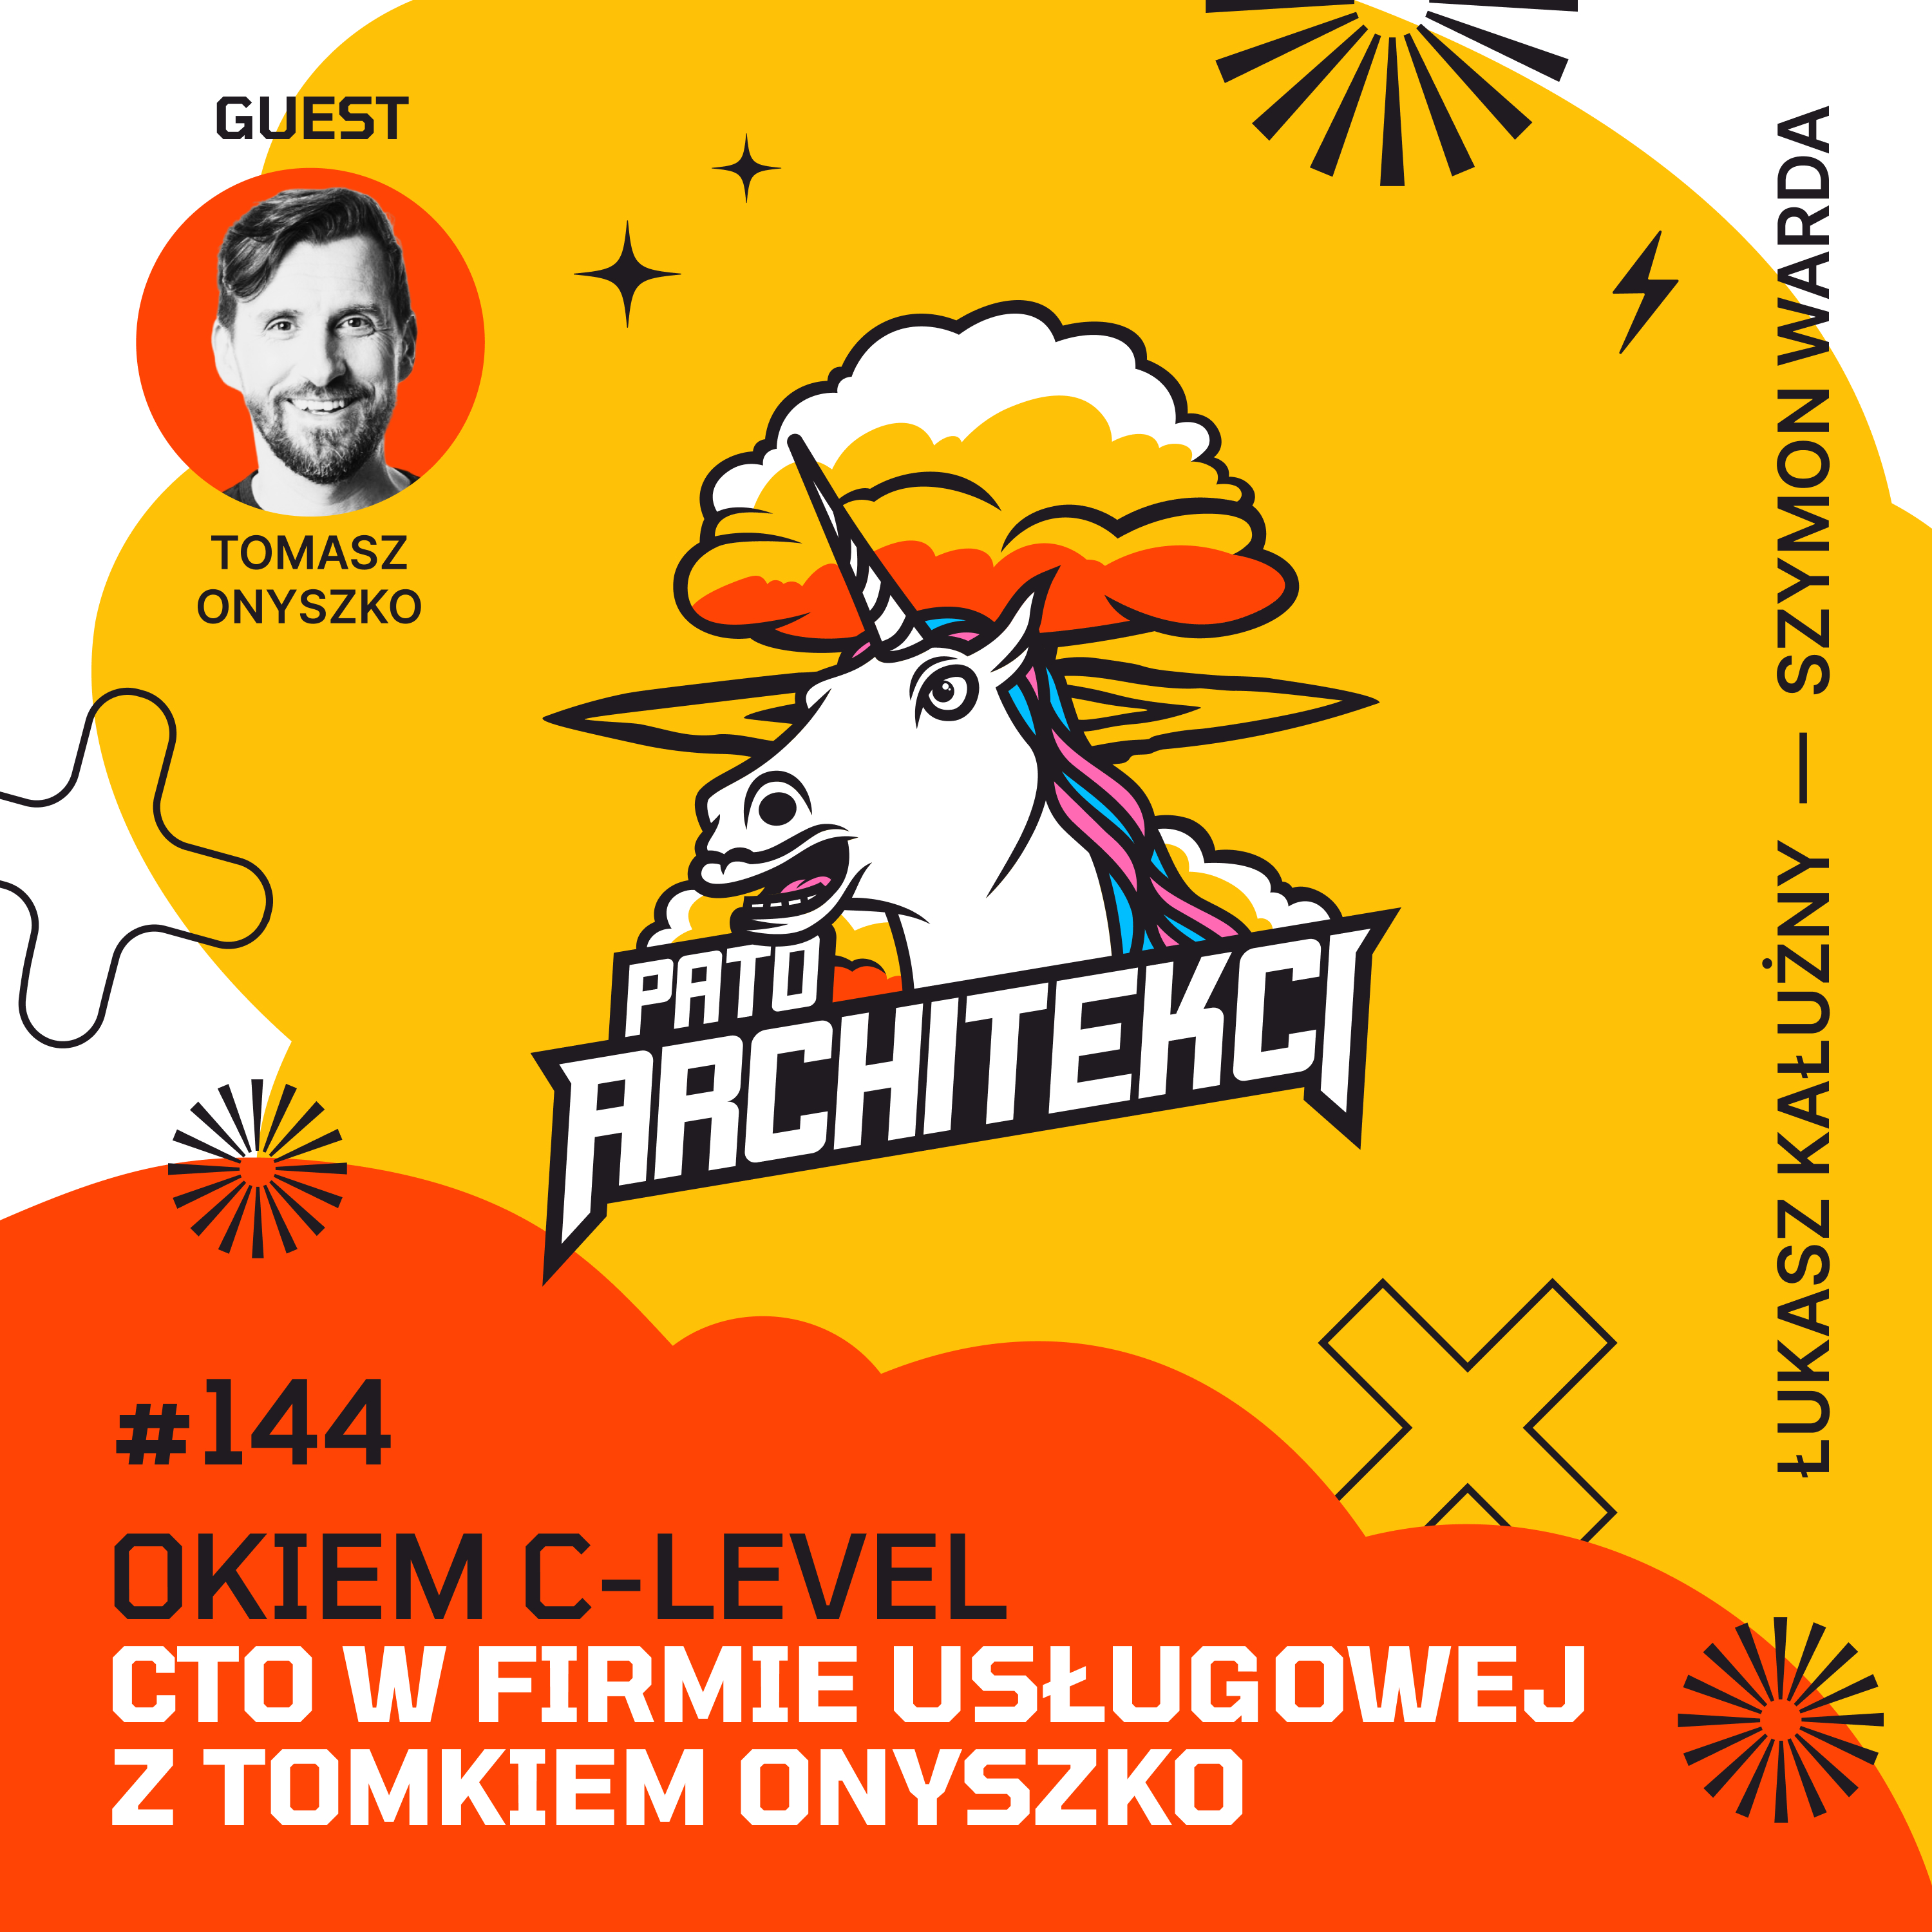 GUEST
TOMASZ
ONYSZKO
ŁUKASZ KAŁUŻNY — SZYMON WARDA
PATO
ARCHITEKCI
#144
OKIEM C-LEVEL
CTO W FIRMIE USŁUGOWEJ
Z TOMKIEM ONYSZKO